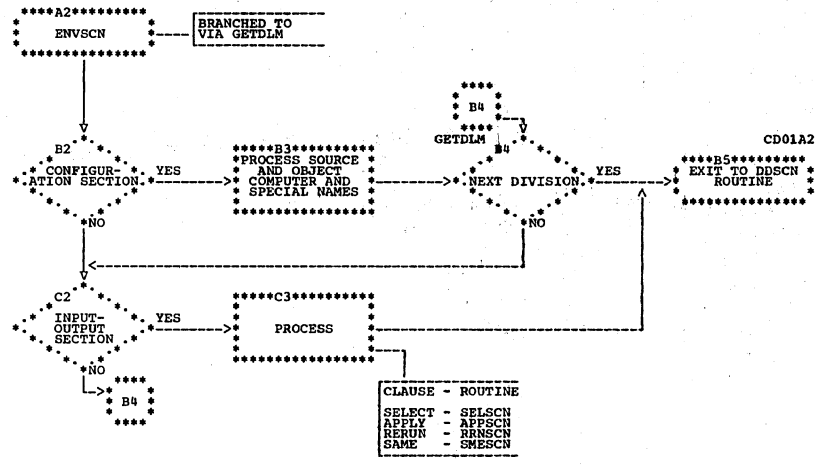 A2
ENVSCN
BRANCHED TO
VIA GETDLM
B4
GETDLM
CD01A2
B2
CONFIGUR-
ATION SECTION
YES
NO
B3
PROCESS SOURCE
AND OBJECT
COMPUTER AND
SPECIAL NAMES
B4
NEXT DIVISION
YES
NO
B5
EXIT TO DDSCN
ROUTINE
C2
INPUT-
OUTPUT
SECTION
YES
NO
B4
C3
PROCESS
CLAUSE - ROUTINE
SELECT - SELSCN
APPLY - APPSCN
RERUN - RRNSCN
SAME - SMESCN